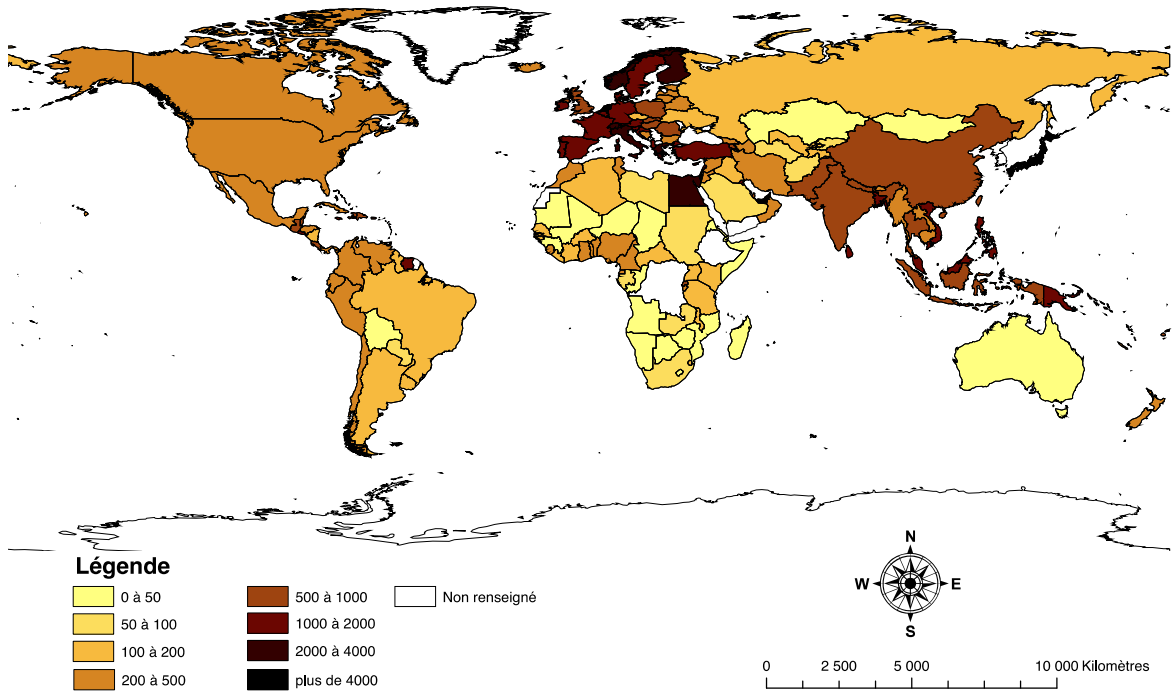 Légende
0 à 50
50 à 100
100 à 200
200 à 500
500 à 1000
1000 à 2000
2000 à 4000
plus de 4000
Non renseigné
N
W E
S
0 2 500 5 000 10 000 Kilomètres